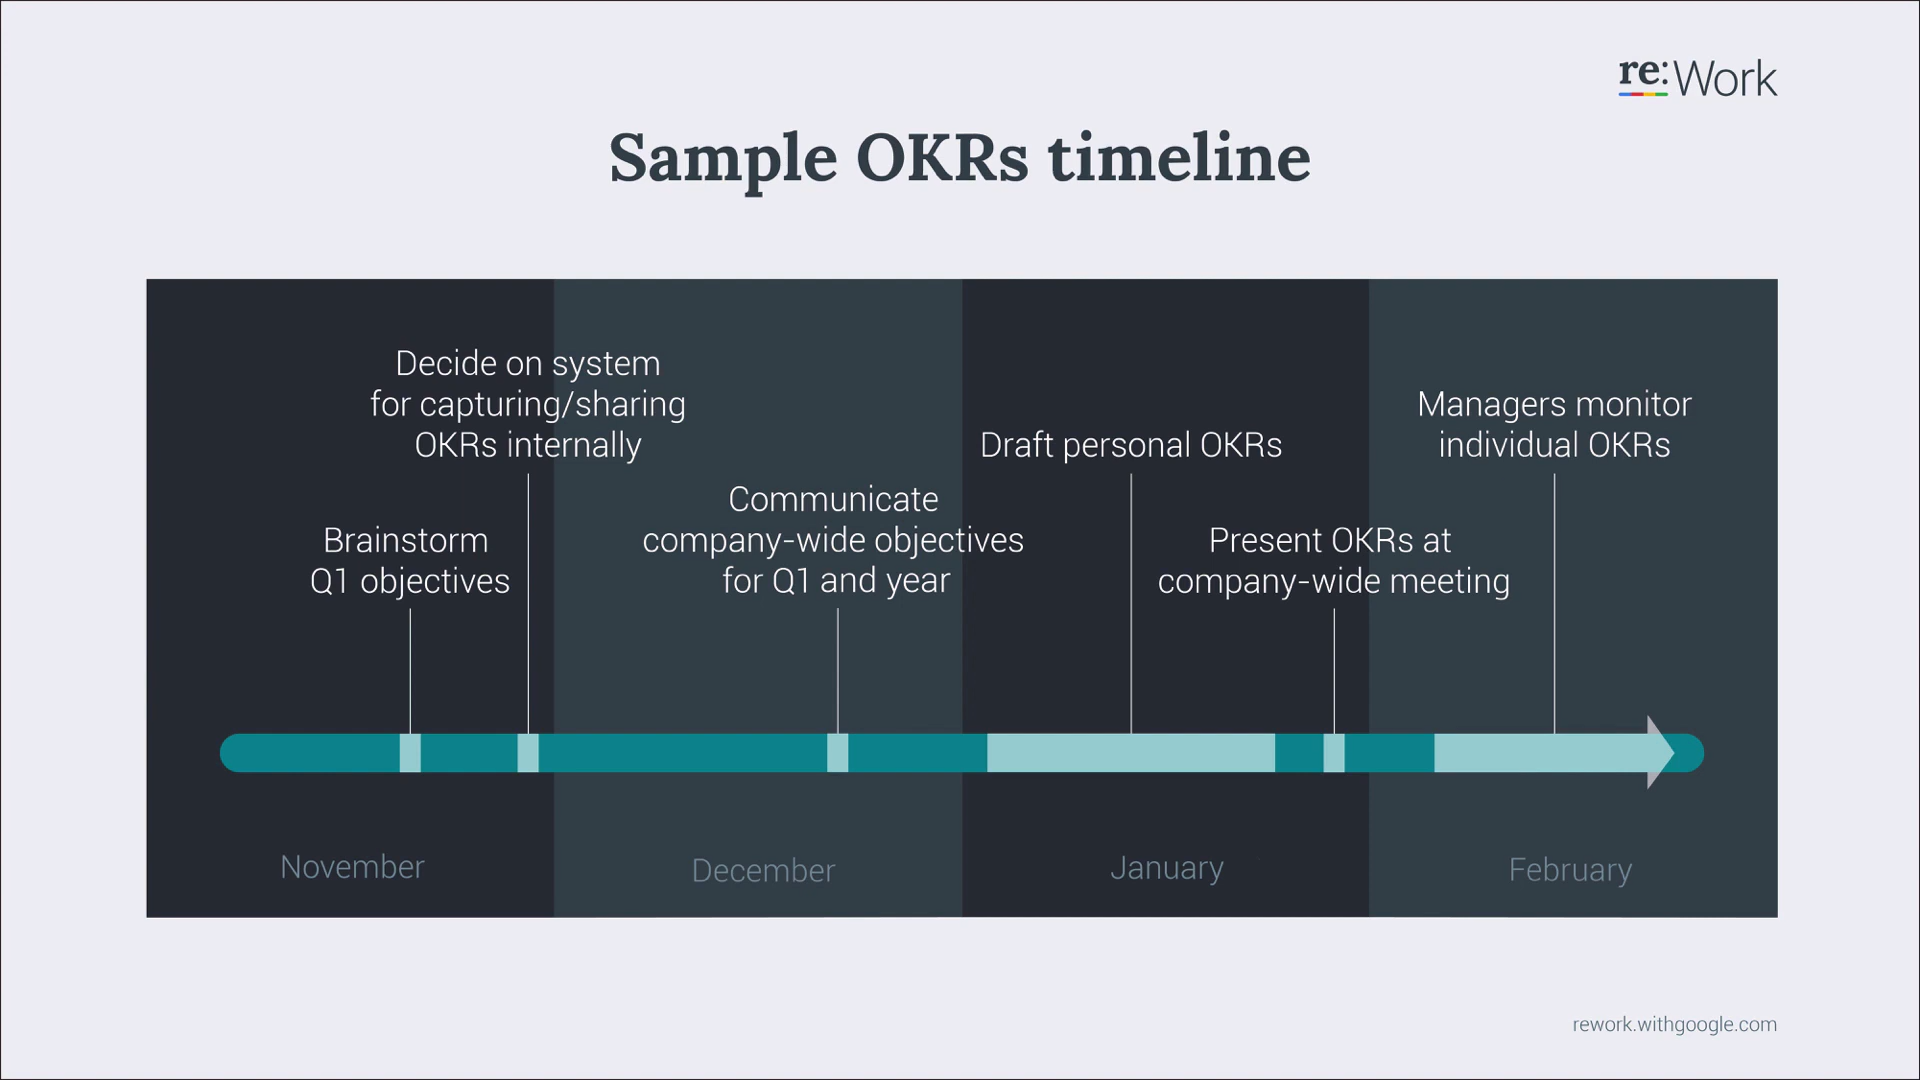 re:Work
Sample OKRs timeline
Decide on system
for capturing/sharing
OKRs internally
Brainstorm
Q1 objectives
Communicate
company-wide objectives
for Q1 and year
Draft personal OKRs
Present OKRs at
company-wide meeting
Managers monitor
individual OKRs
November
December
January
February
rework.withgoogle.com